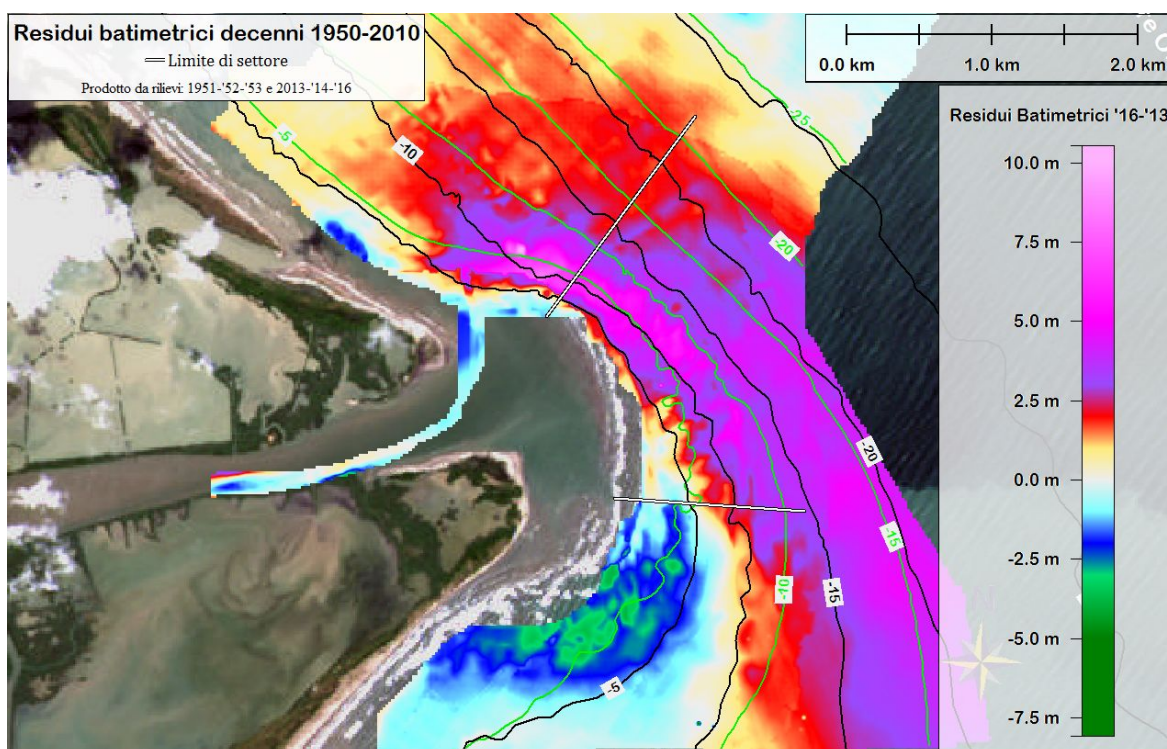 Residui batimetrici decenni 1950-2010
Limite di settore
Prodotto da rilievi: 1951-'52-'53 e 2013-'14-'16
0.0 km 1.0 km 2.0 km
Residui Batimetrici '16-'13
10.0 m
7.5 m
5.0 m
2.5 m
0.0 m
-2.5 m
-5.0 m
-7.5 m
-5
-10
-25
-20
-20
-15
-10
-15
-5